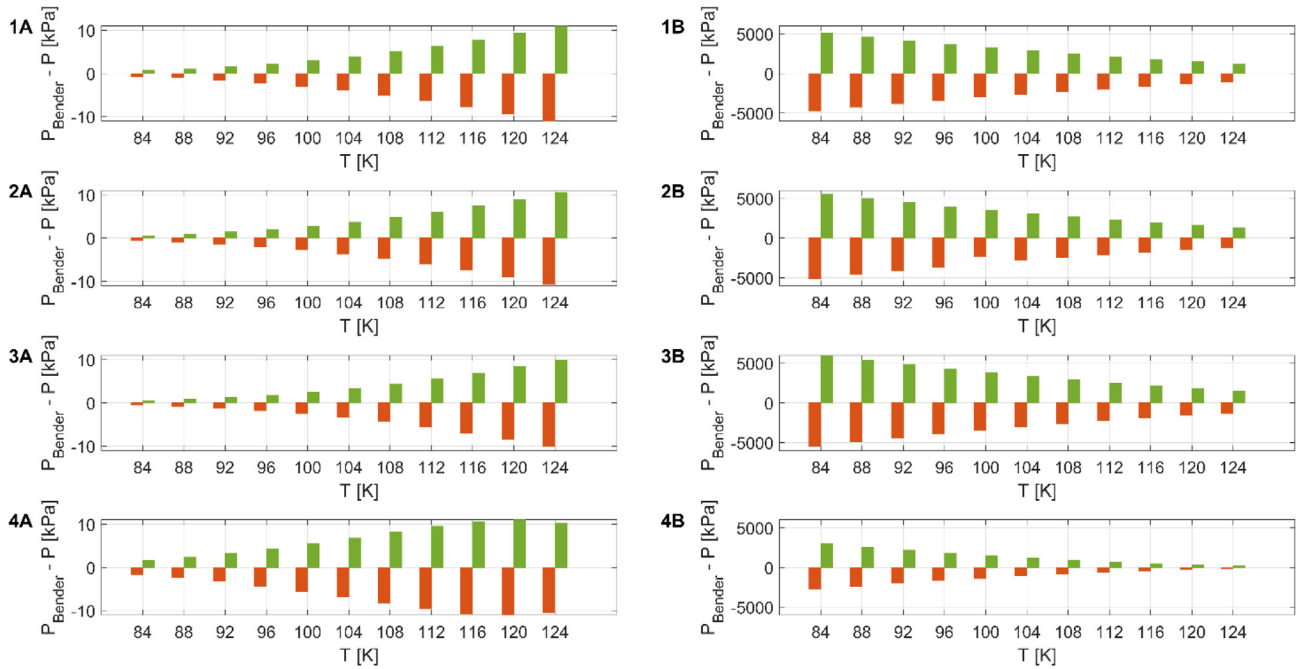 1A
P_Bender - P [kPa]
10
0
-10
84 88 92 96 100 104 108 112 116 120 124
T [K]
1B
P_Bender - P [kPa]
5000
0
-5000
84 88 92 96 100 104 108 112 116 120 124
T [K]
2A
P_Bender - P [kPa]
10
0
-10
84 88 92 96 100 104 108 112 116 120 124
T [K]
2B
P_Bender - P [kPa]
5000
0
-5000
84 88 92 96 100 104 108 112 116 120 124
T [K]
3A
P_Bender - P [kPa]
10
0
-10
84 88 92 96 100 104 108 112 116 120 124
T [K]
3B
P_Bender - P [kPa]
5000
0
-5000
84 88 92 96 100 104 108 112 116 120 124
T [K]
4A
P_Bender - P [kPa]
10
0
-10
84 88 92 96 100 104 108 112 116 120 124
T [K]
4B
P_Bender - P [kPa]
5000
0
-5000
84 88 92 96 100 104 108 112 116 120 124
T [K]